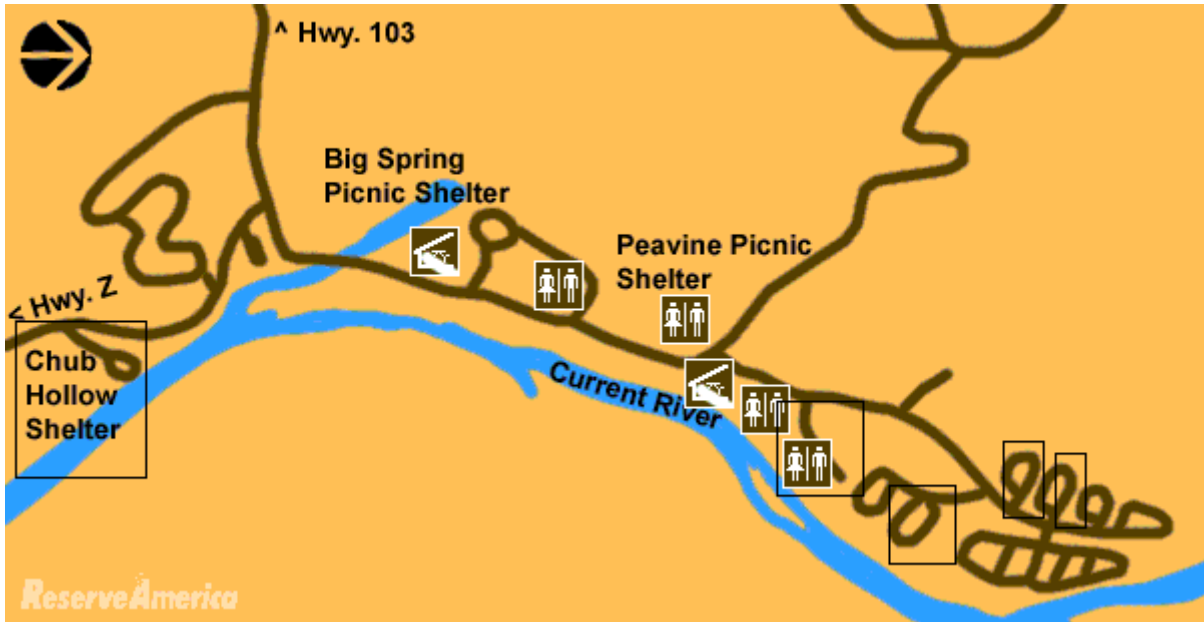 ^ Hwy. 103
Big Spring
Picnic Shelter
Peavine Picnic
Shelter
< Hwy. Z
Chub
Hollow
Shelter
Current River
ReserveAmerica